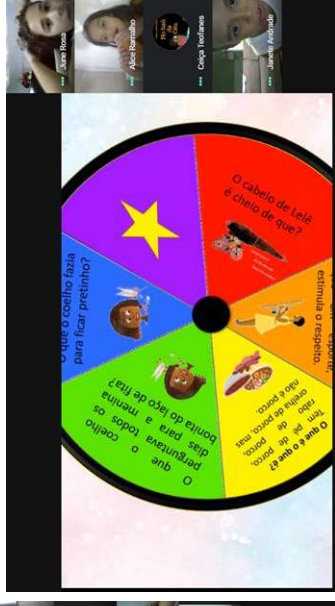 June Rosa
Alice Ramalho
Ceiça Teofanes
Janete Andrade
O que o coelho fazia
para ficar pretinho?
O cabelo de Lelê
é cheio de que?
esporte,
estimula a respeito.
O que é o que é?
tem pé de porco,
rabo de porco,
orelha de porco, mas
não é porco.
O que o coelho
perguntava todos os
dias para a menina
bonita do laço de fita?